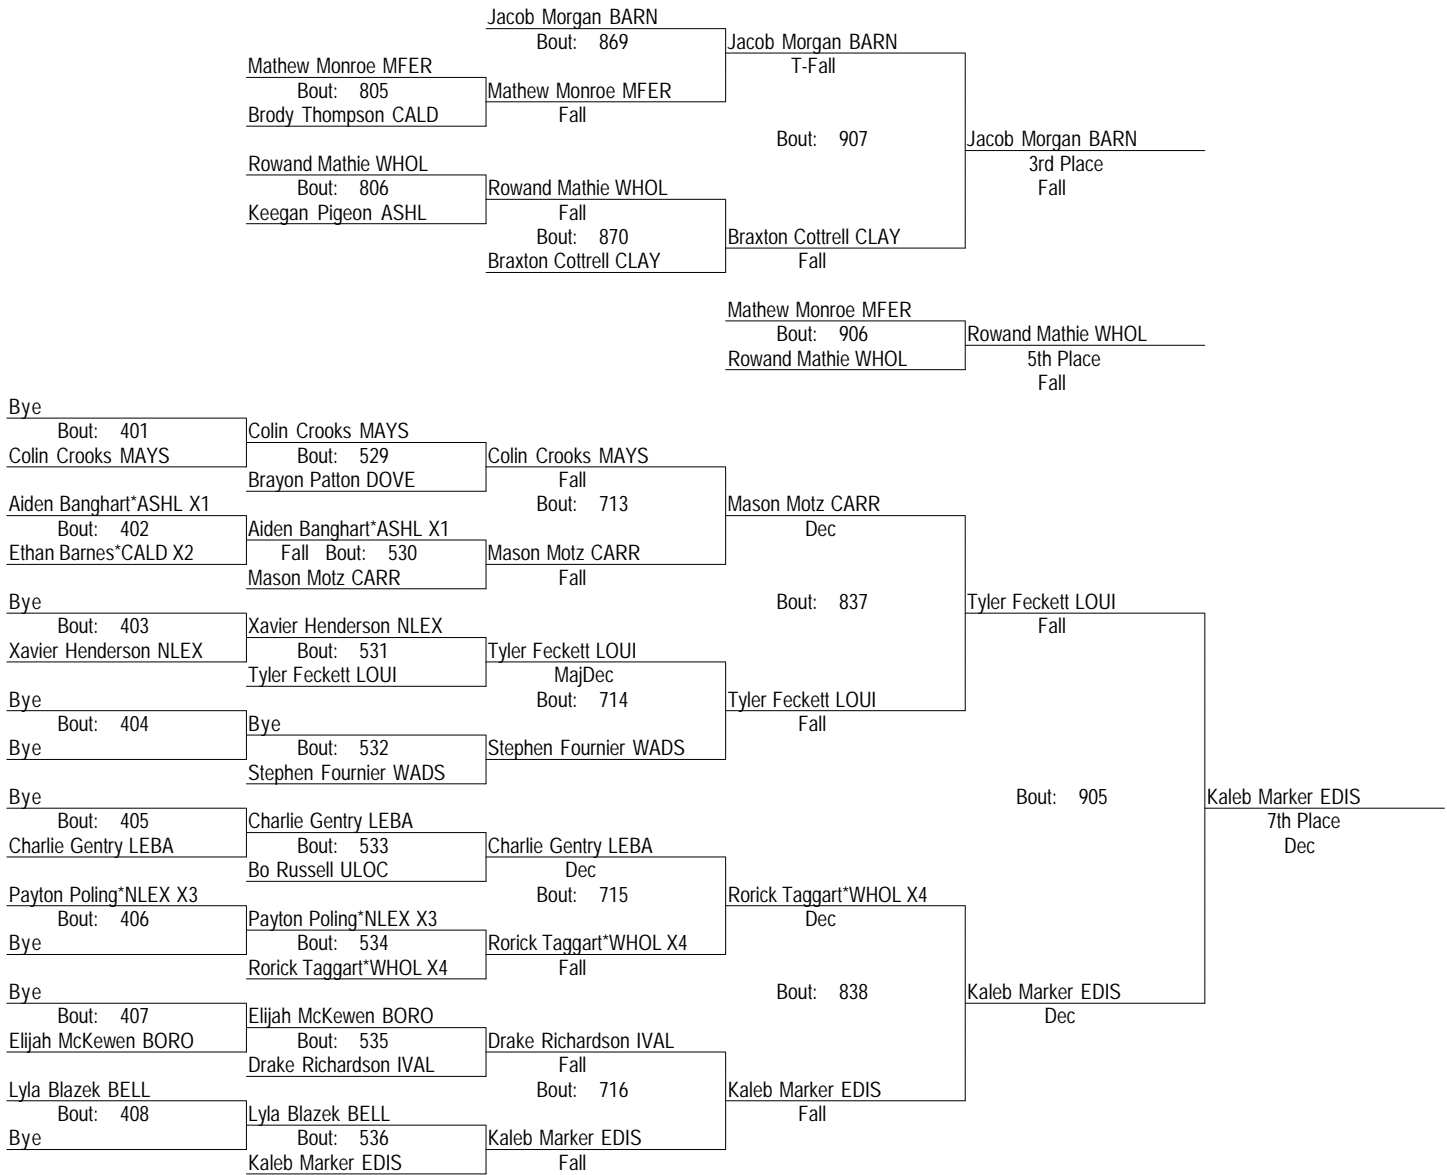 Jacob Morgan BARN
Bout: 869
Jacob Morgan BARN
T-Fall
Mathew Monroe MFER
Bout: 805
Mathew Monroe MFER
Brody Thompson CALD
Fall
Bout: 907
Jacob Morgan BARN
3rd Place
Fall
Rowand Mathie WHOL
Bout: 806
Rowand Mathie WHOL
Keegan Pigeon ASHL
Fall
Bout: 870
Braxton Cottrell CLAY
Braxton Cottrell CLAY
Fall
Mathew Monroe MFER
Bout: 906
Rowand Mathie WHOL
Rowand Mathie WHOL
5th Place
Fall
Bye
Bout: 401
Colin Crooks MAYS
Colin Crooks MAYS
Bout: 529
Colin Crooks MAYS
Brayon Patton DOVE
Fall
Aiden Banghart*ASHL X1
Bout: 713
Mason Motz CARR
Bout: 402
Aiden Banghart*ASHL X1
Dec
Ethan Barnes*CALD X2
Fall Bout: 530
Mason Motz CARR
Mason Motz CARR
Fall
Bye
Bout: 837
Tyler Feckett LOUI
Bout: 403
Xavier Henderson NLEX
Fall
Xavier Henderson NLEX
Bout: 531
Tyler Feckett LOUI
Tyler Feckett LOUI
MajDec
Bye
Bout: 714
Tyler Feckett LOUI
Bout: 404
Bye
Fall
Bye
Bout: 532
Stephen Fournier WADS
Stephen Fournier WADS
Bye
Bout: 905
Kaleb Marker EDIS
Bout: 405
Charlie Gentry LEBA
7th Place
Charlie Gentry LEBA
Bout: 533
Charlie Gentry LEBA
Dec
Bo Russell ULOC
Dec
Payton Poling*NLEX X3
Bout: 715
Rorick Taggart*WHOL X4
Bout: 406
Payton Poling*NLEX X3
Dec
Bye
Bout: 534
Rorick Taggart*WHOL X4
Rorick Taggart*WHOL X4
Fall
Bye
Bout: 838
Kaleb Marker EDIS
Bout: 407
Elijah McKewen BORO
Dec
Elijah McKewen BORO
Bout: 535
Drake Richardson IVAL
Drake Richardson IVAL
Fall
Lyla Blazek BELL
Bout: 716
Kaleb Marker EDIS
Bout: 408
Lyla Blazek BELL
Fall
Bye
Bout: 536
Kaleb Marker EDIS
Kaleb Marker EDIS
Fall